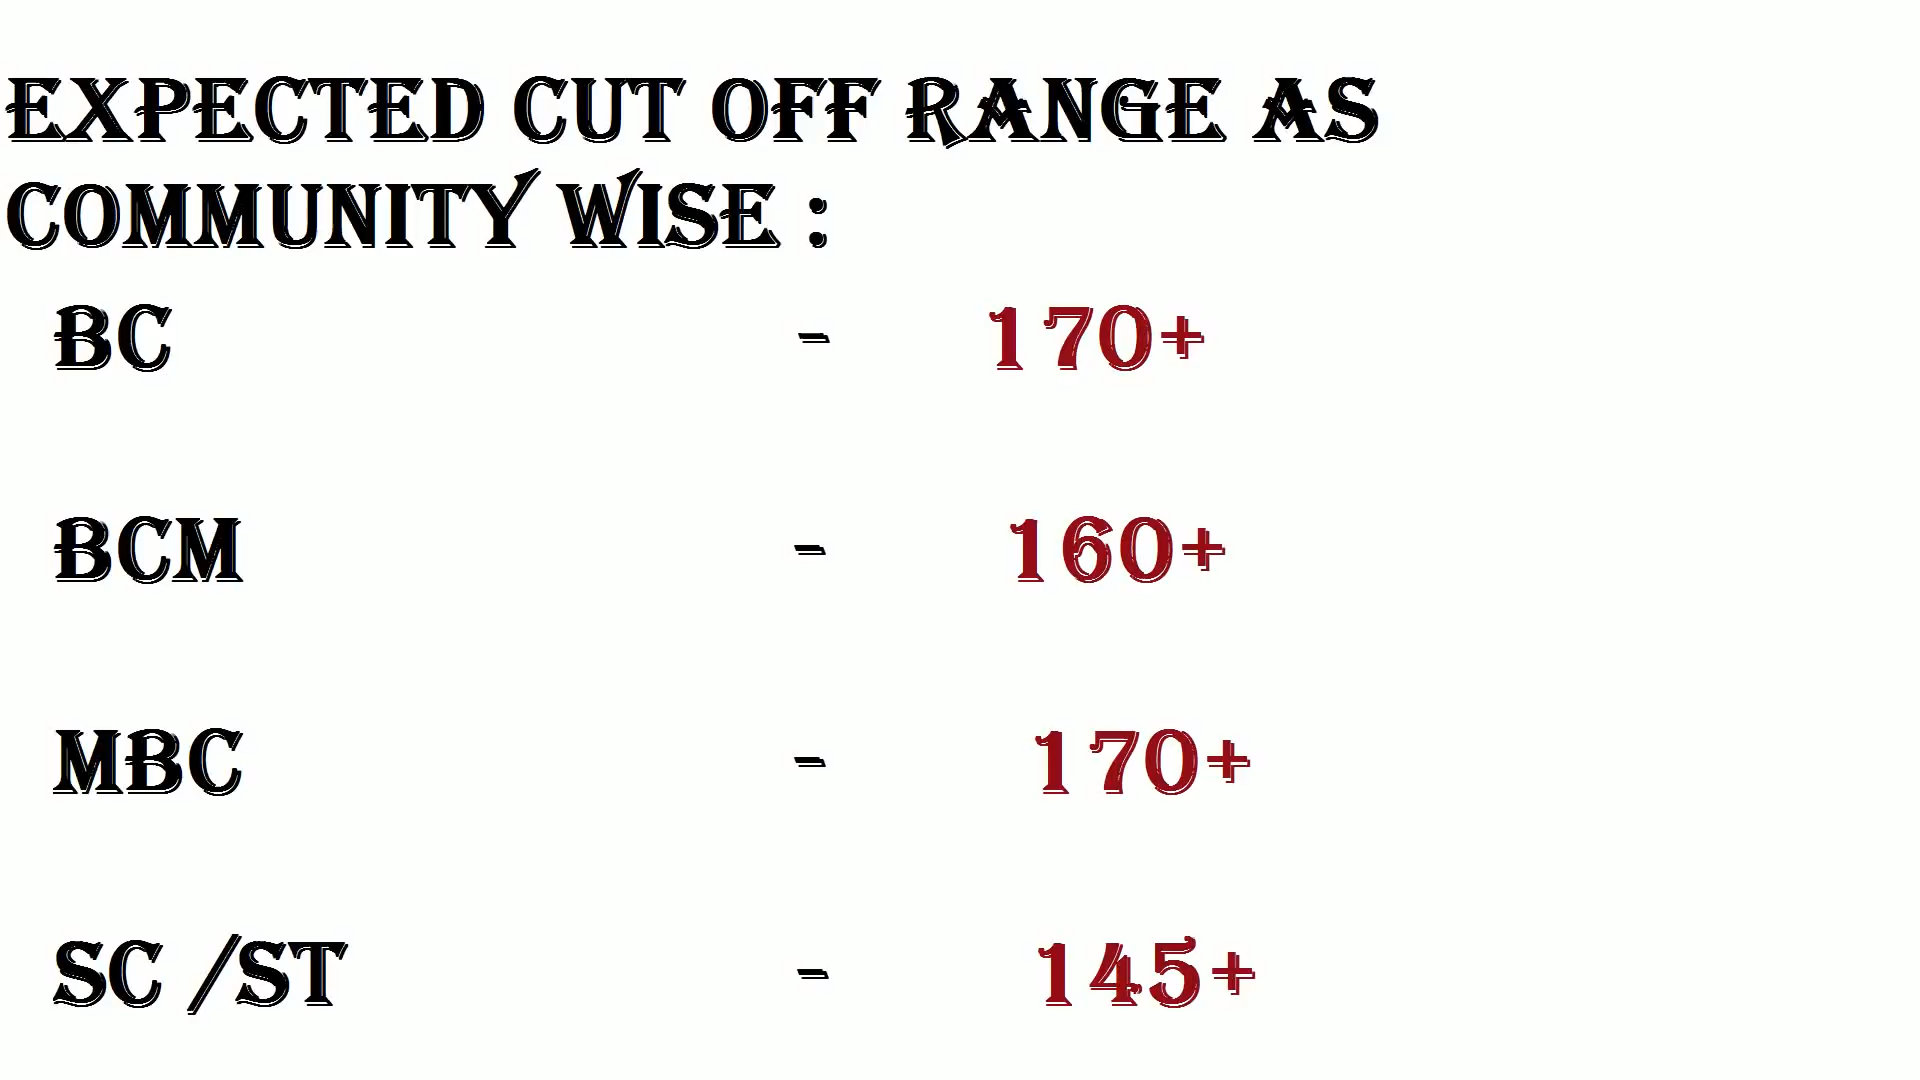 EXPECTED CUT OFF RANGE AS
COMMUNITY WISE :
BC - 170+
BCM - 160+
MBC - 170+
SC /ST - 145+